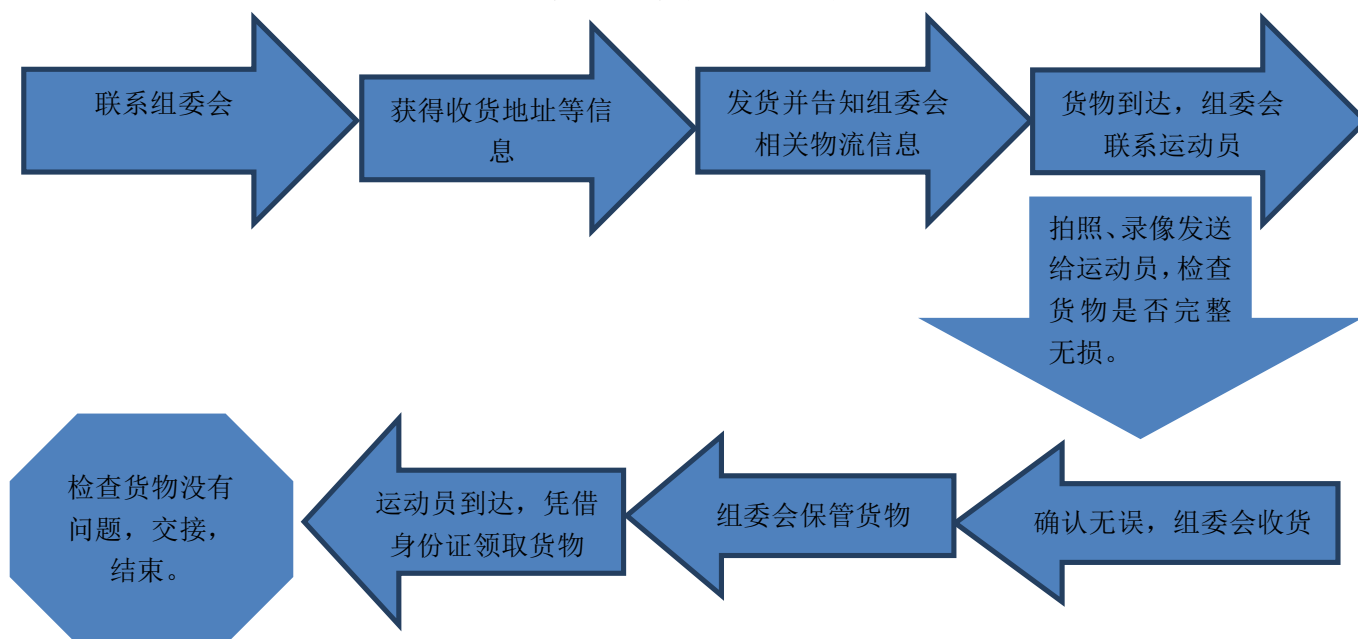 联系组委会
获得收货地址等信
息
发货并告知组委会
相关物流信息
货物到达，组委会
联系运动员
拍照、录像发送
给运动员，检查
货物是否完整
无损。
确认无误，组委会收货
组委会保管货物
运动员到达，凭借
身份证领取货物
检查货物没有
问题，交接，
结束。